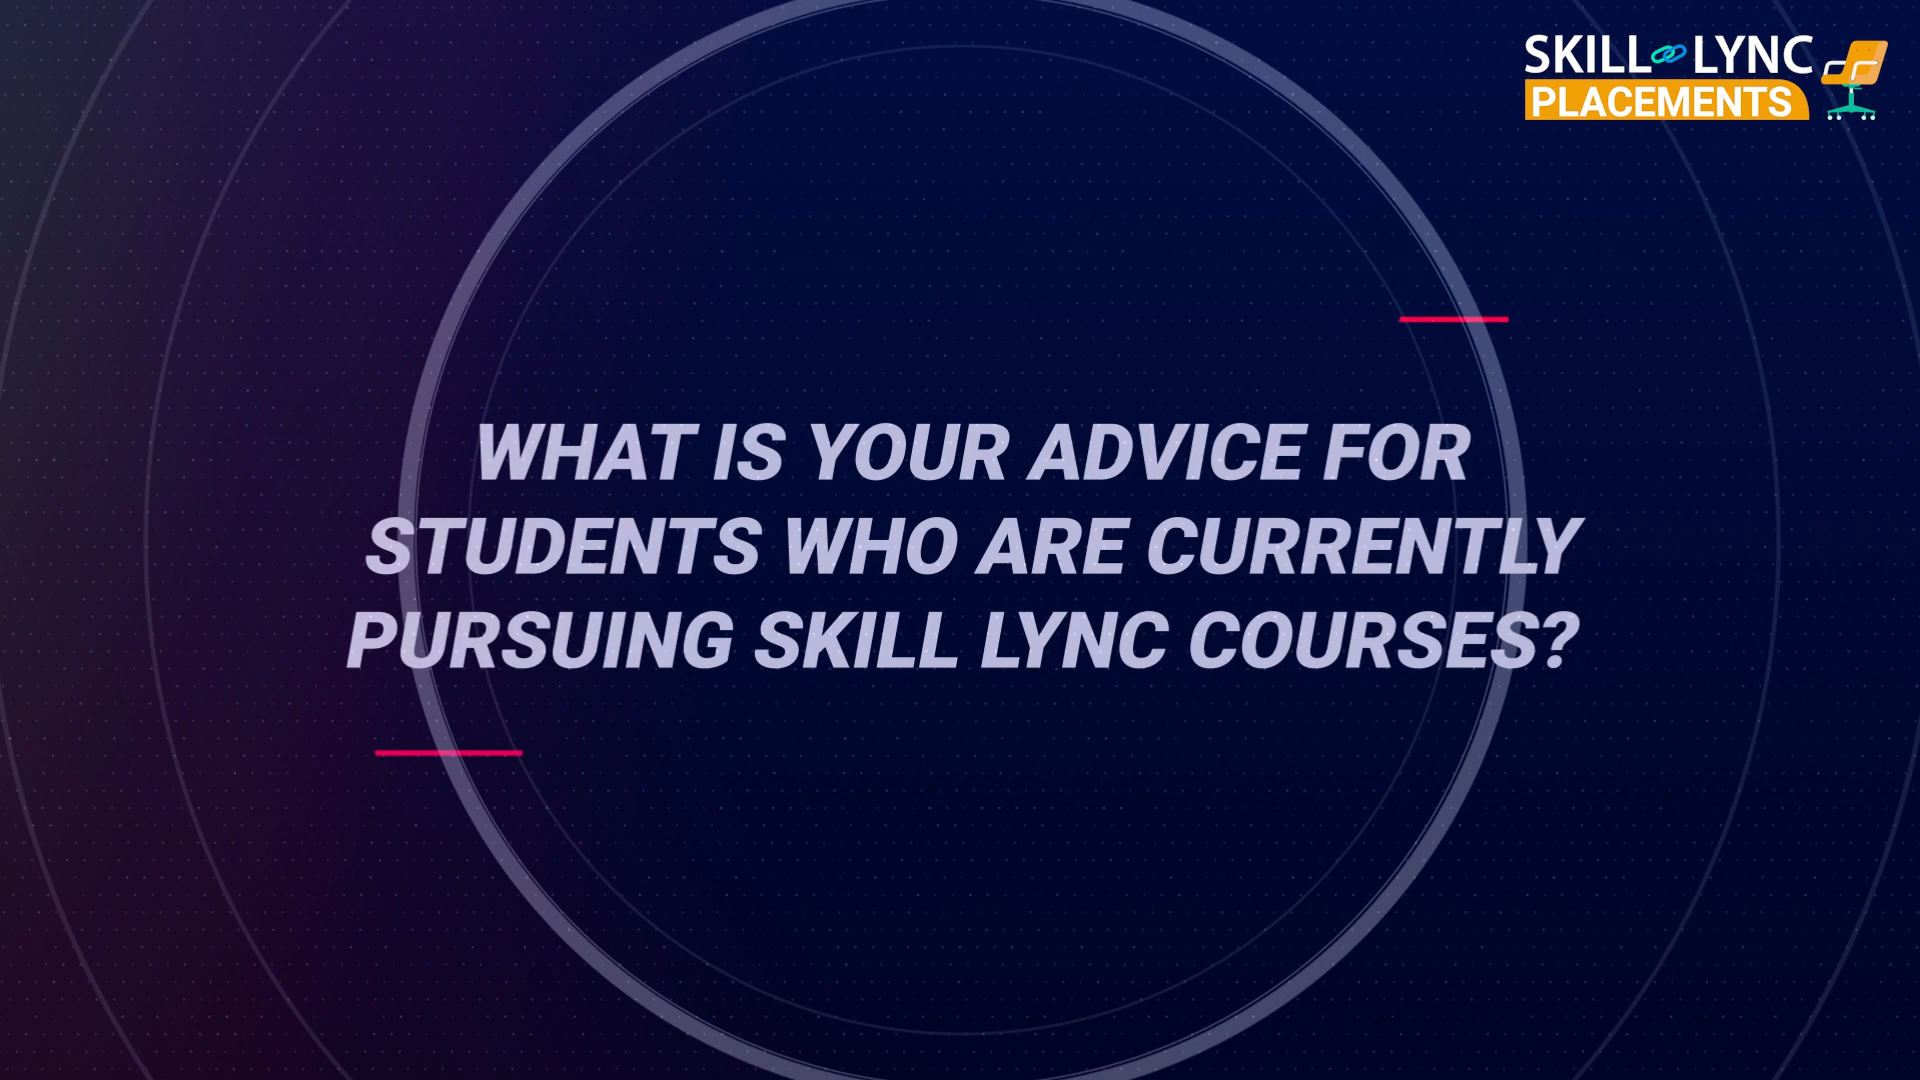 SKILL LYNC
PLACEMENTS
WHAT IS YOUR ADVICE FOR
STUDENTS WHO ARE CURRENTLY
PURSUING SKILL LYNC COURSES?